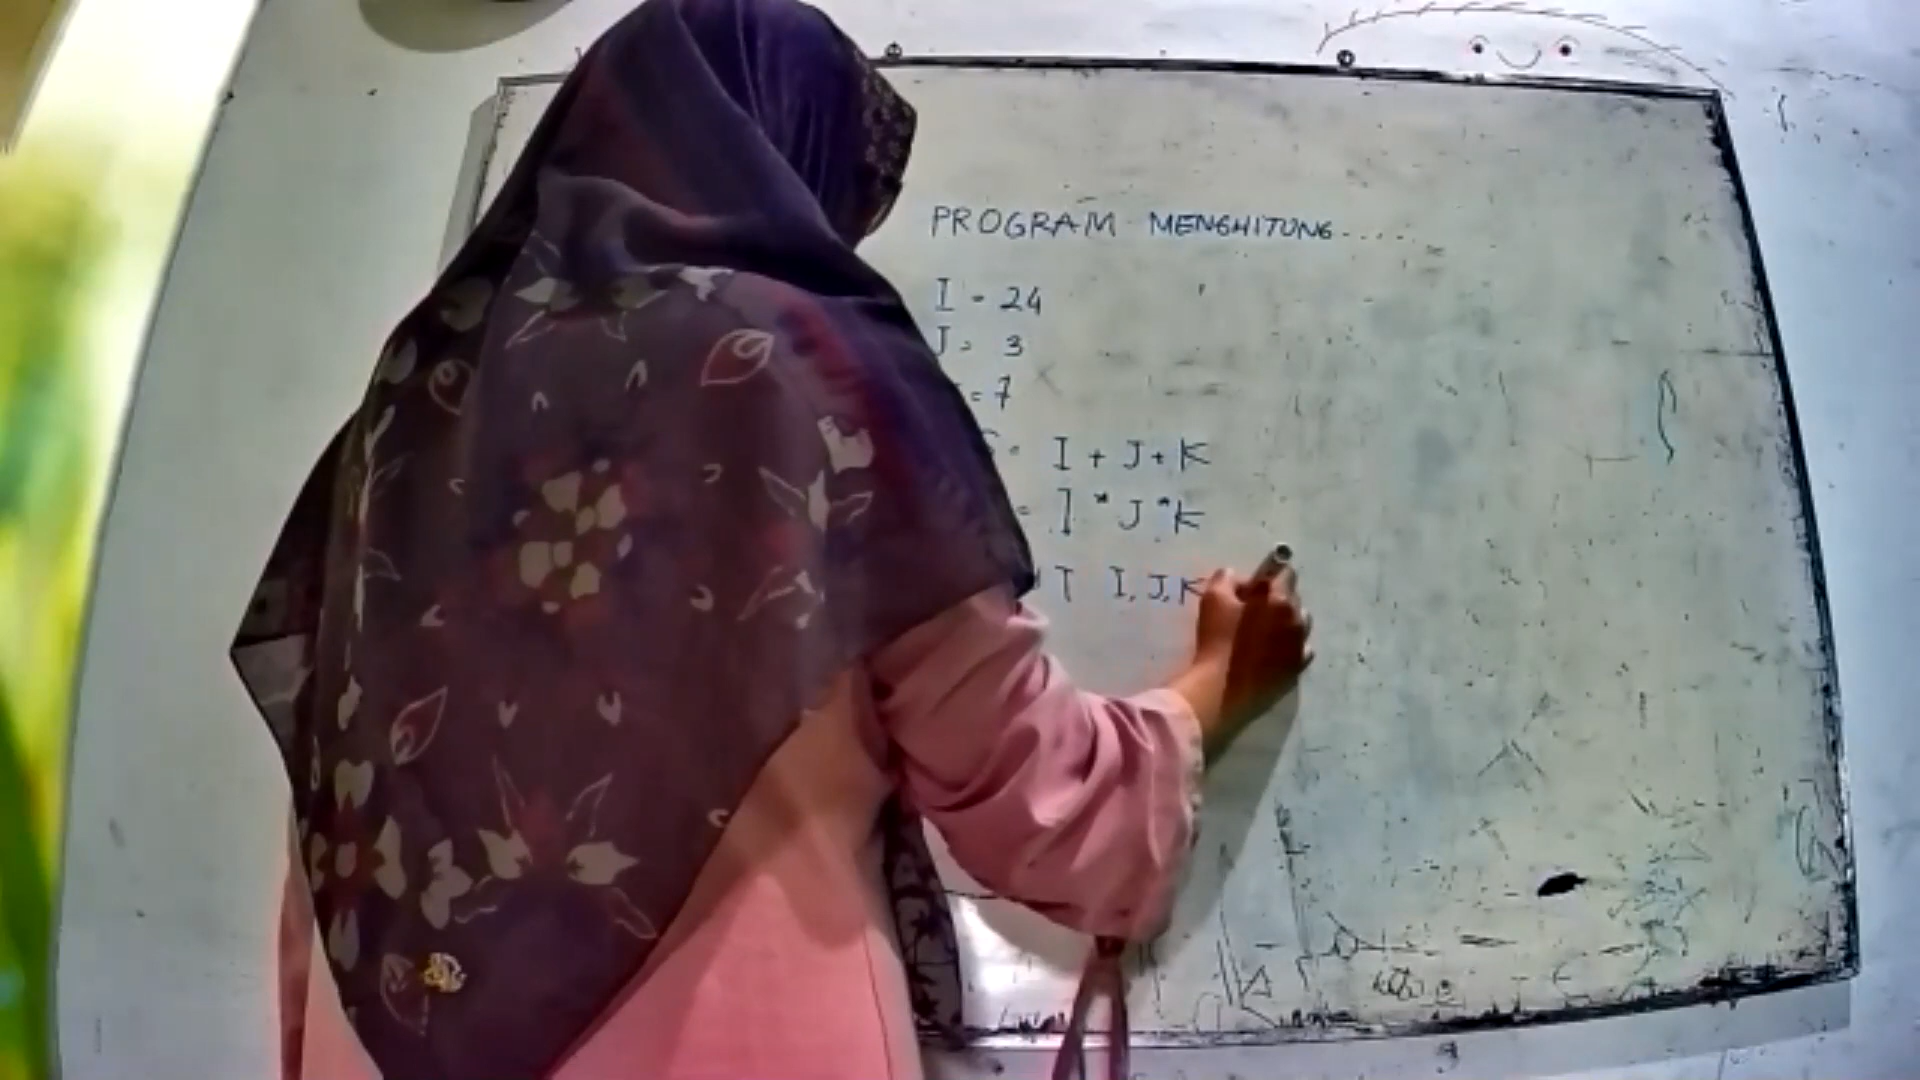 PROGRAM MENGHITUNG....
I = 24
J = 3
= 7
= I + J + K
= I * J * K
T I, J, K